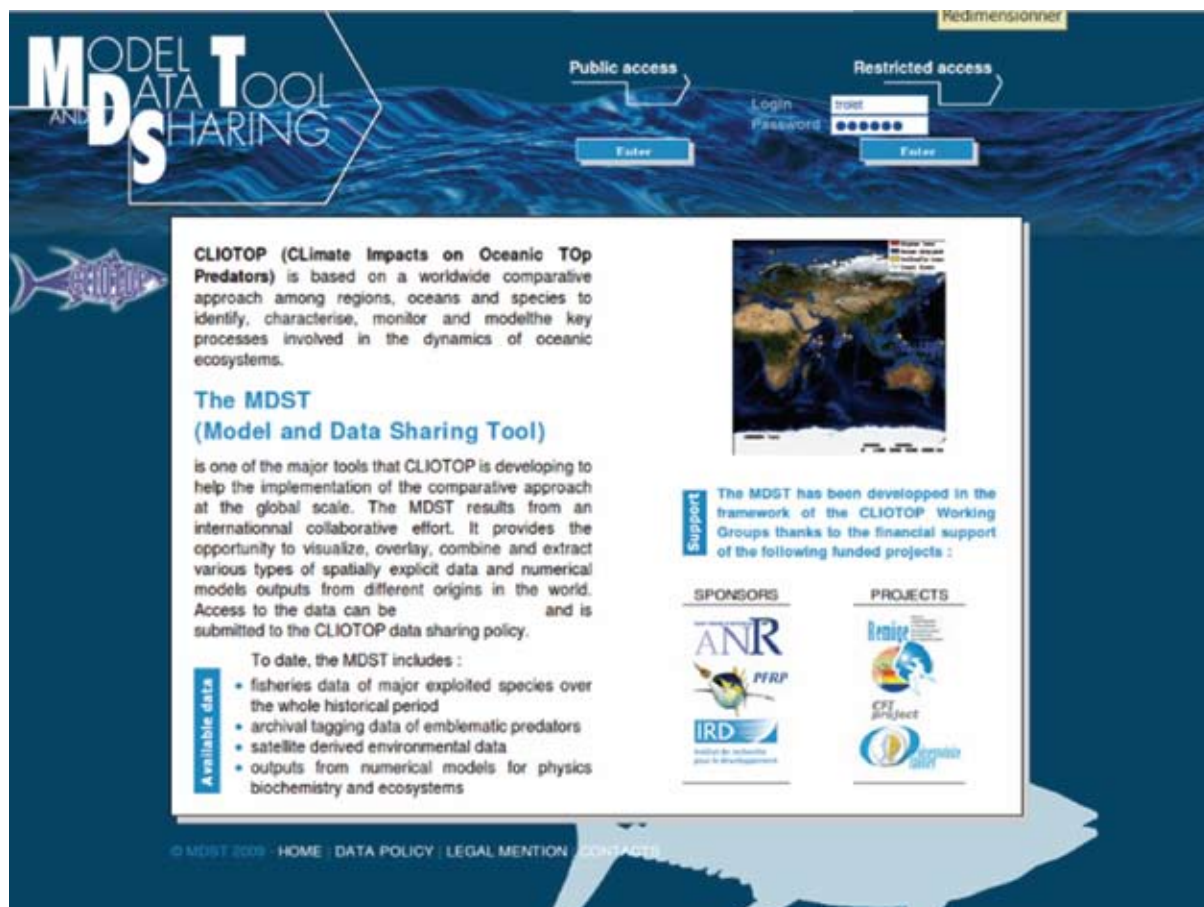 Redimensionner
MODEL
AND DATA TOOL
SHARING
Public access
Restricted access
Login
trolet
Password
Enter
Enter
CLIOTOP
CLIOTOP (CLimate Impacts on Oceanic TOp
Predators) is based on a worldwide comparative
approach among regions, oceans and species to
identify, characterise, monitor and modelthe key
processes involved in the dynamics of oceanic
ecosystems.
The MDST
(Model and Data Sharing Tool)
is one of the major tools that CLIOTOP is developing to
help the implementation of the comparative approach
at the global scale. The MDST results from an
internationnal collaborative effort. It provides the
opportunity to visualize, overlay, combine and extract
various types of spatially explicit data and numerical
models outputs from different origins in the world.
Access to the data can be and is
submitted to the CLIOTOP data sharing policy.
Available data
To date, the MDST includes :
• fisheries data of major exploited species over
the whole historical period
• archival tagging data of emblematic predators
• satellite derived environmental data
• outputs from numerical models for physics
biochemistry and ecosystems
Support
The MDST has been developped in the
framework of the CLIOTOP Working
Groups thanks to the financial support
of the following funded projects :
SPONSORS
ANR
PFRP
IRD
Institut de recherche
pour le développement
PROJECTS
Remige
CFI
project
© MDST 2009 - HOME | DATA POLICY | LEGAL MENTION | CONTACTS